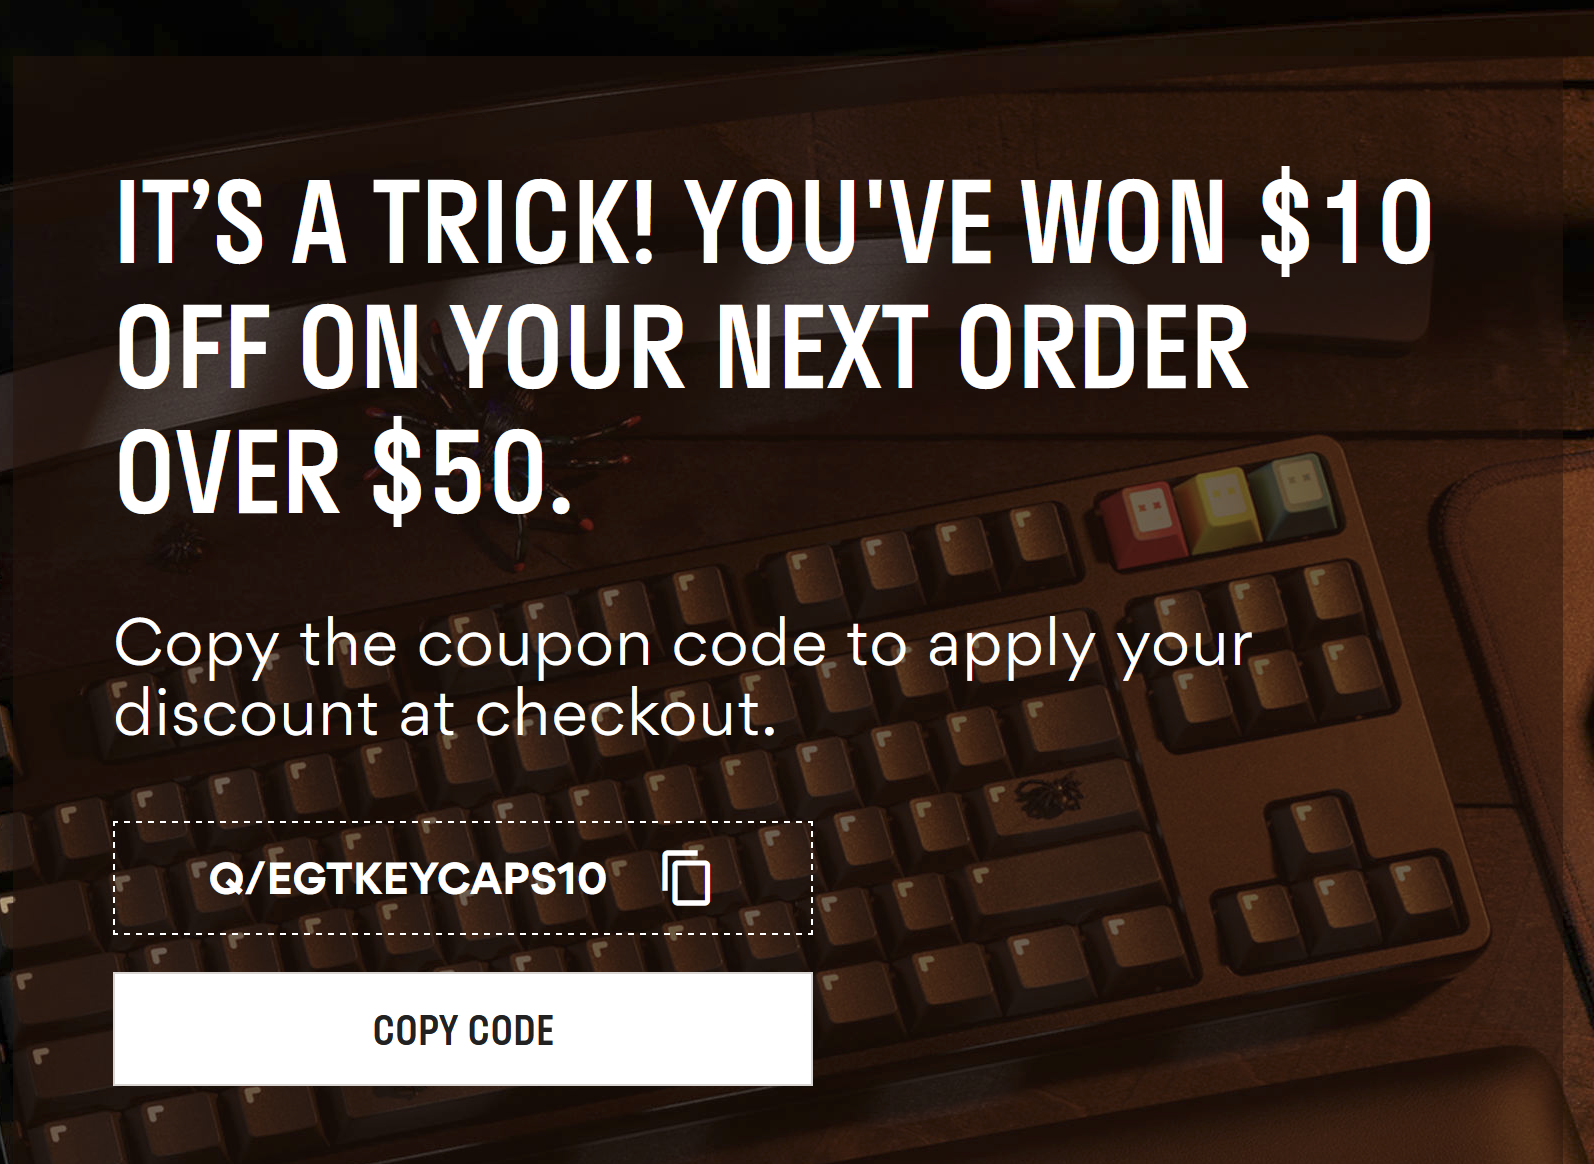 IT’S A TRICK! YOU'VE WON $10
OFF ON YOUR NEXT ORDER
OVER $50.
Copy the coupon code to apply your
discount at checkout.
Q/EGTKEYCAPS10
COPY CODE